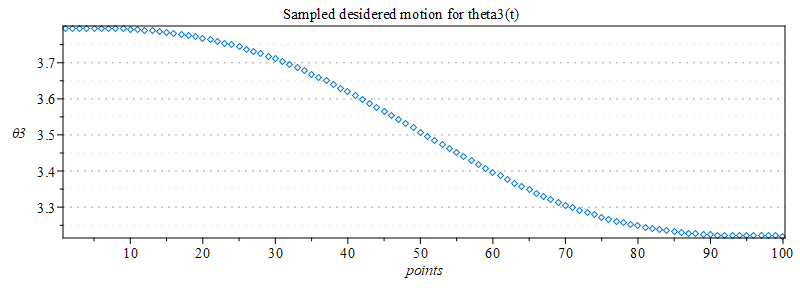 Sampled desidered motion for theta3(t)
3.7
3.6
θ3 3.5
3.4
3.3
10 20 30 40 50 60 70 80 90 100
points